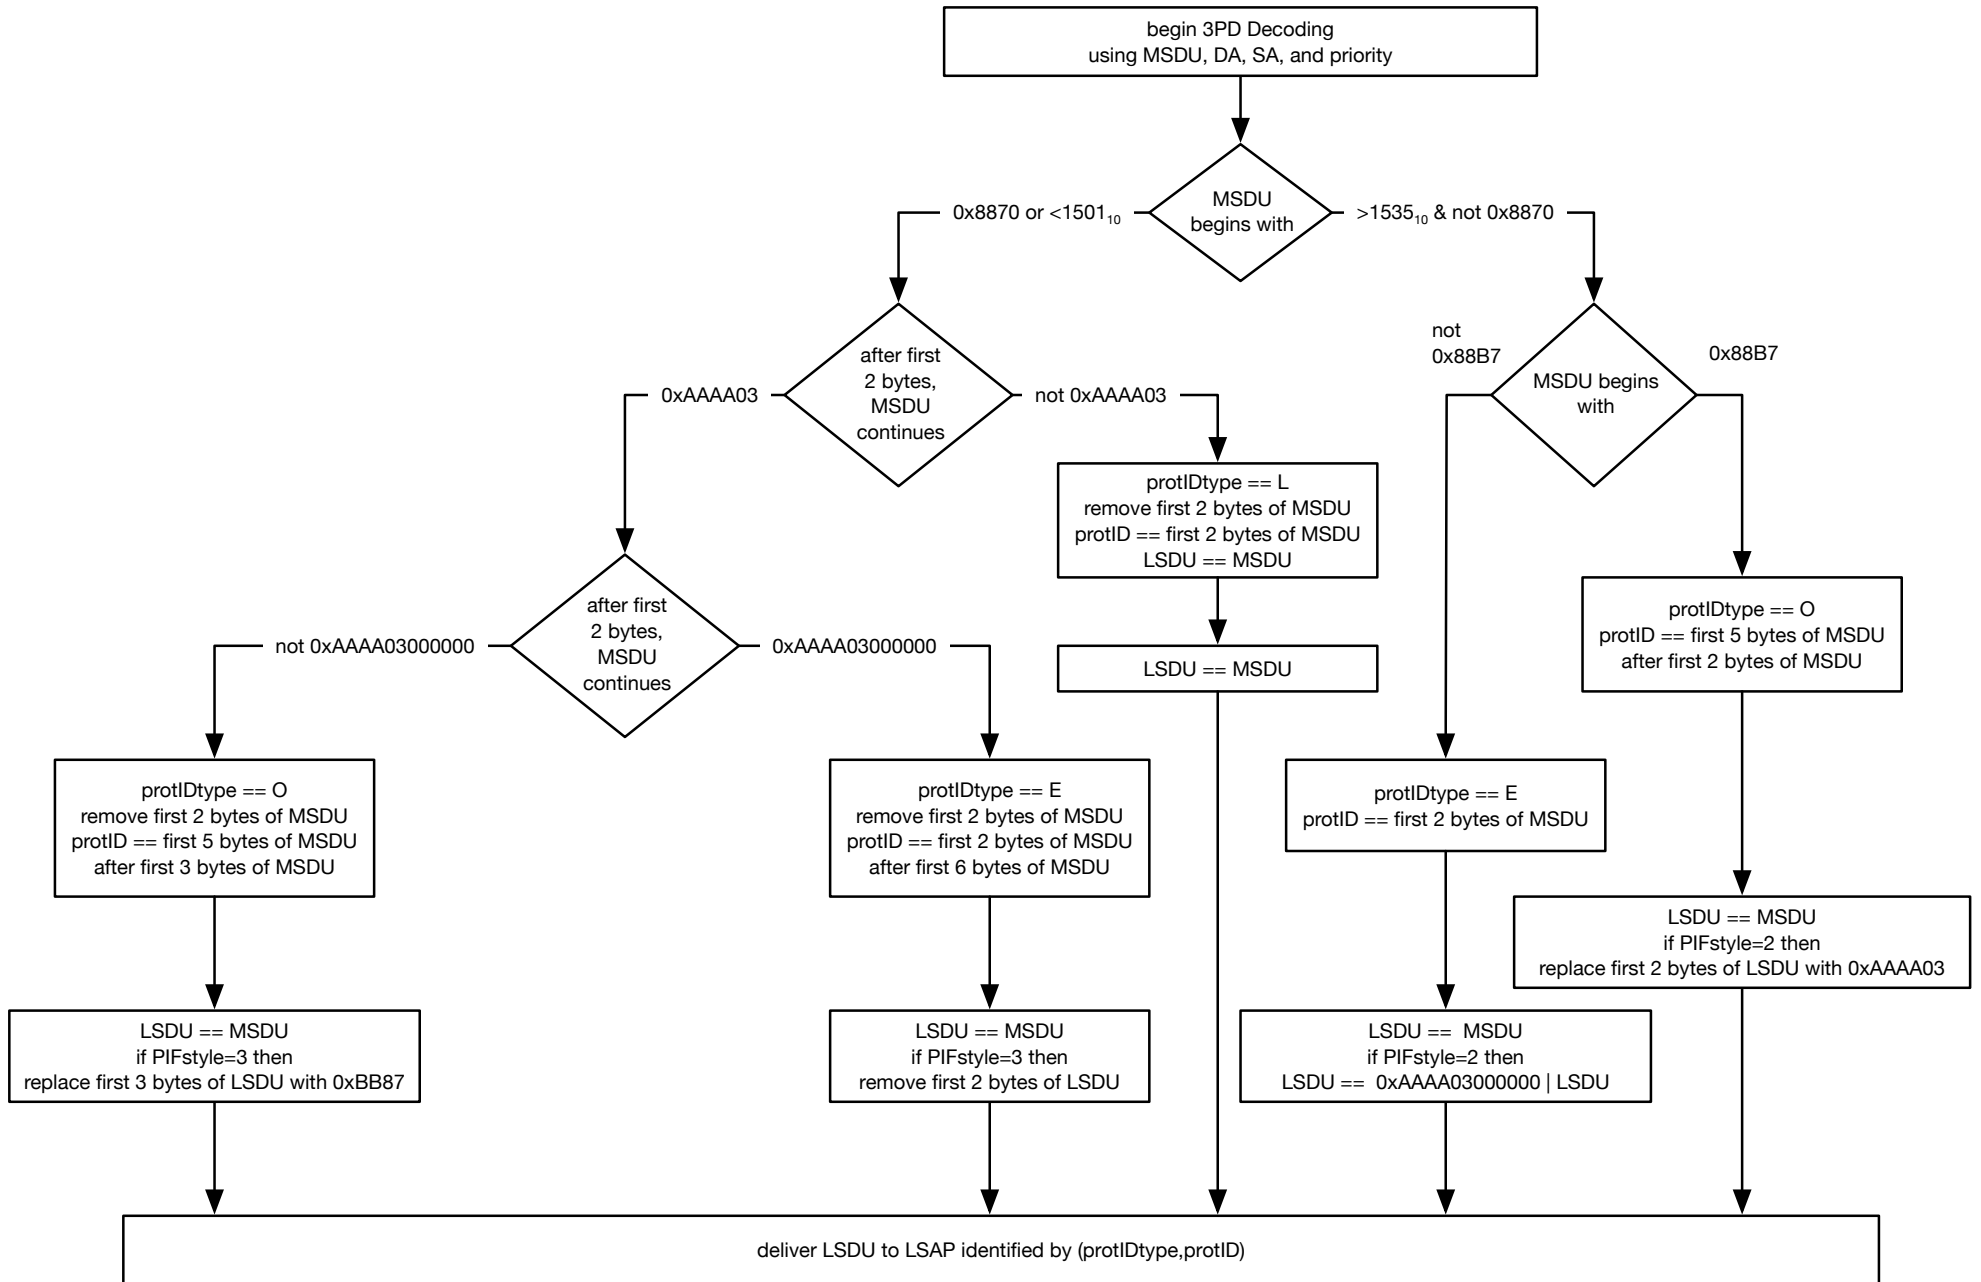 begin 3PD Decoding
using MSDU, DA, SA, and priority
MSDU
begins with
0x8870 or <1501₁₀
>1535₁₀ & not 0x8870
after first
2 bytes,
MSDU
continues
not
0x88B7
0x88B7
MSDU begins
with
0xAAAA03
not 0xAAAA03
protIDtype == L
remove first 2 bytes of MSDU
protID == first 2 bytes of MSDU
LSDU == MSDU
after first
2 bytes,
MSDU
continues
not 0xAAAA03000000
0xAAAA03000000
LSDU == MSDU
protIDtype == O
protID == first 5 bytes of MSDU
after first 2 bytes of MSDU
protIDtype == O
remove first 2 bytes of MSDU
protID == first 5 bytes of MSDU
after first 3 bytes of MSDU
protIDtype == E
remove first 2 bytes of MSDU
protID == first 2 bytes of MSDU
after first 6 bytes of MSDU
protIDtype == E
protID == first 2 bytes of MSDU
LSDU == MSDU
if PIFstyle=2 then
replace first 2 bytes of LSDU with 0xAAAA03
LSDU == MSDU
if PIFstyle=3 then
replace first 3 bytes of LSDU with 0xBB87
LSDU == MSDU
if PIFstyle=3 then
remove first 2 bytes of LSDU
LSDU == MSDU
if PIFstyle=2 then
LSDU == 0xAAAA03000000 | LSDU
deliver LSDU to LSAP identified by (protIDtype,protID)